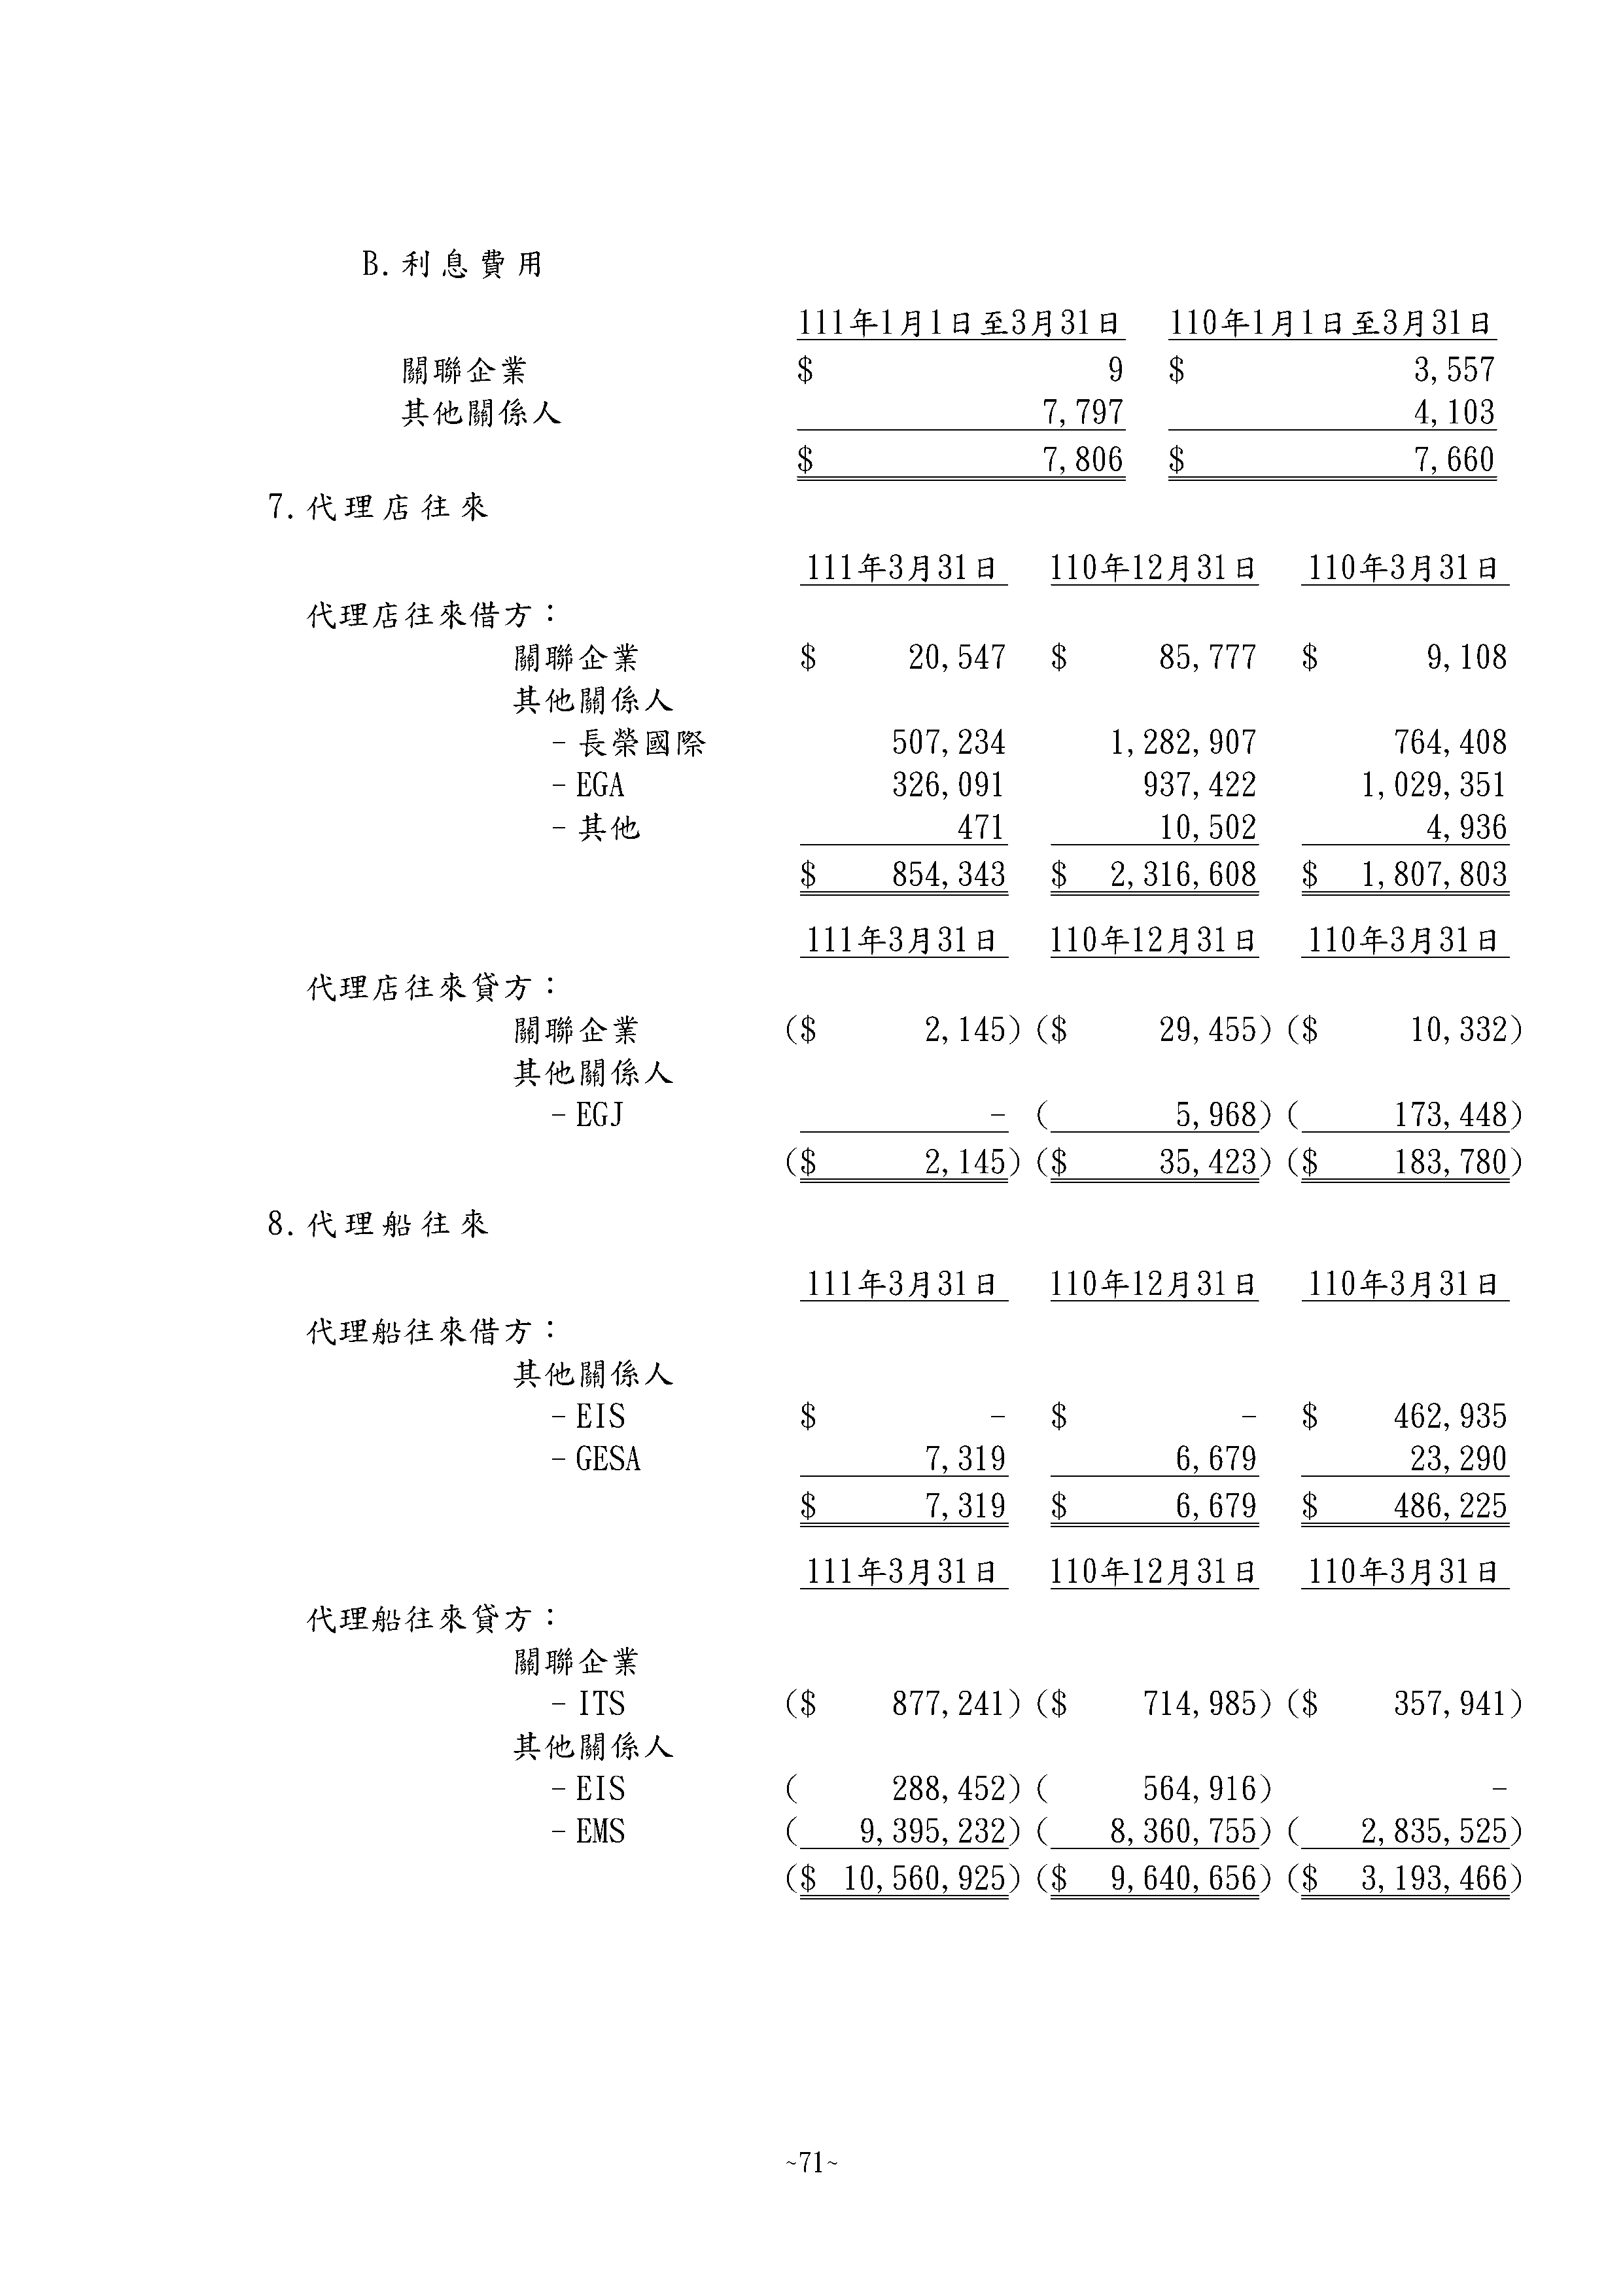 B. 利息費用
111年1月1日至3月31日 110年1月1日至3月31日
關聯企業 $ 9 $ 3,557
其他關係人 7,797 4,103
$ 7,806 $ 7,660
7. 代理店往來
111年3月31日 110年12月31日 110年3月31日
代理店往來借方：
關聯企業 $ 20,547 $ 85,777 $ 9,108
其他關係人
-長榮國際 507,234 1,282,907 764,408
-EGA 326,091 937,422 1,029,351
-其他 471 10,502 4,936
$ 854,343 $ 2,316,608 $ 1,807,803
111年3月31日 110年12月31日 110年3月31日
代理店往來貸方：
關聯企業 ($ 2,145) ($ 29,455) ($ 10,332)
其他關係人
-EGJ - ( 5,968) ( 173,448)
($ 2,145) ($ 35,423) ($ 183,780)
8. 代理船往來
111年3月31日 110年12月31日 110年3月31日
代理船往來借方：
其他關係人
-EIS $ - $ - $ 462,935
-GESA 7,319 6,679 23,290
$ 7,319 $ 6,679 $ 486,225
111年3月31日 110年12月31日 110年3月31日
代理船往來貸方：
關聯企業
-ITS ($ 877,241) ($ 714,985) ($ 357,941)
其他關係人
-EIS ( 288,452) ( 564,916) -
-EMS ( 9,395,232) ( 8,360,755) ( 2,835,525)
($ 10,560,925) ($ 9,640,656) ($ 3,193,466)
~71~